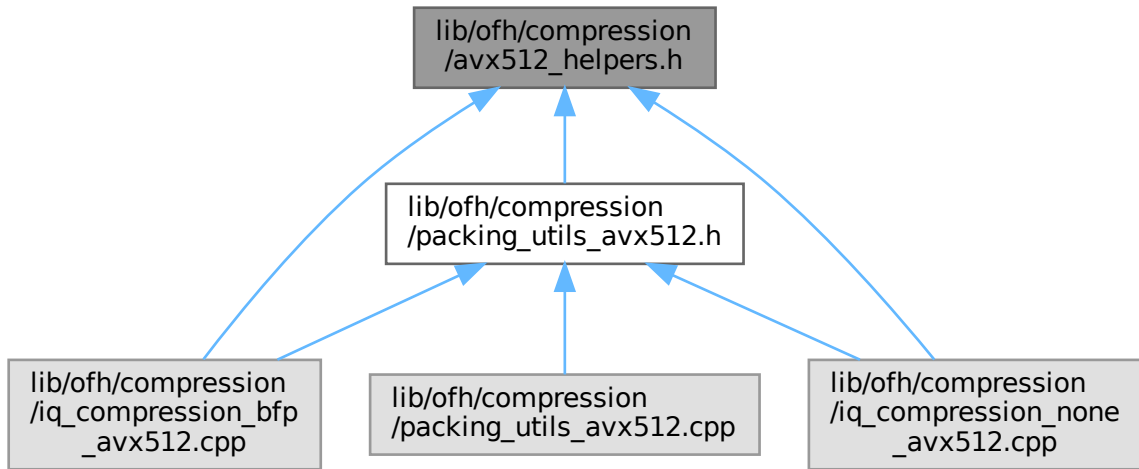 lib/ofh/compression
/avx512_helpers.h
lib/ofh/compression
/packing_utils_avx512.h
lib/ofh/compression
/iq_compression_bfp
_avx512.cpp
lib/ofh/compression
/packing_utils_avx512.cpp
lib/ofh/compression
/iq_compression_none
_avx512.cpp